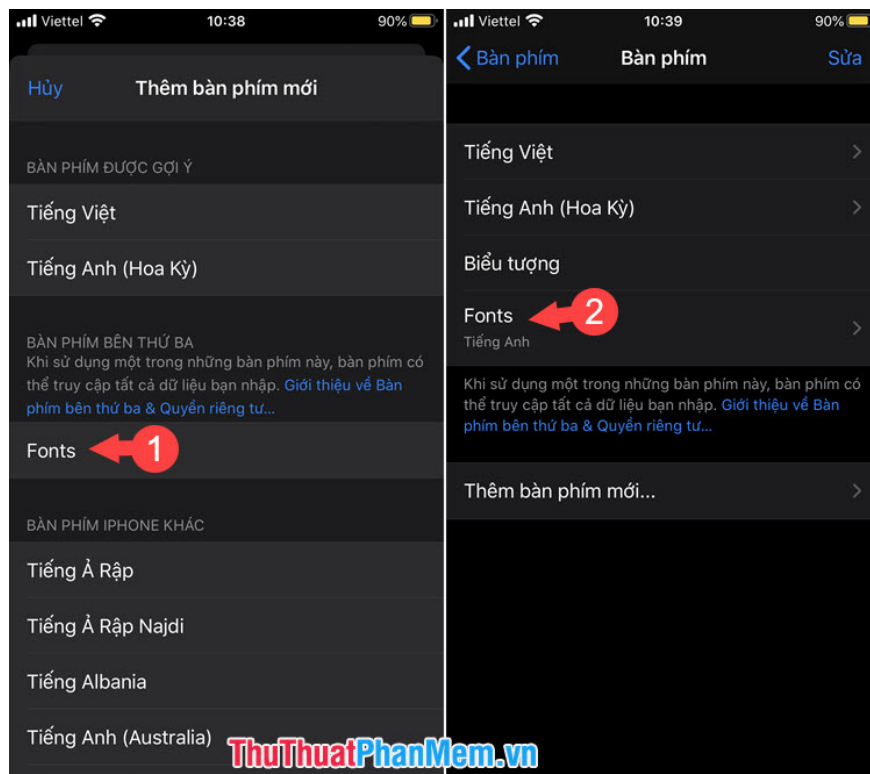 Viettel 10:38 90%
Hủy Thêm bàn phím mới
BÀN PHÍM ĐƯỢC GỢI Ý
Tiếng Việt
Tiếng Anh (Hoa Kỳ)
BÀN PHÍM BÊN THỨ BA
Khi sử dụng một trong những bàn phím này, bàn phím có
thể truy cập tất cả dữ liệu bạn nhập. Giới thiệu về Bàn
phím bên thứ ba & Quyền riêng tư...
Fonts 1
BÀN PHÍM IPHONE KHÁC
Tiếng Ả Rập
Tiếng Ả Rập Najdi
Tiếng Albania
Tiếng Anh (Australia)
Viettel 10:39 90%
Bàn phím Bàn phím Sửa
Tiếng Việt
Tiếng Anh (Hoa Kỳ)
Biểu tượng
Fonts 2
Tiếng Anh
Khi sử dụng một trong những bàn phím này, bàn phím có
thể truy cập tất cả dữ liệu bạn nhập. Giới thiệu về Bàn
phím bên thứ ba & Quyền riêng tư...
Thêm bàn phím mới...
ThuThuatPhanMem.vn